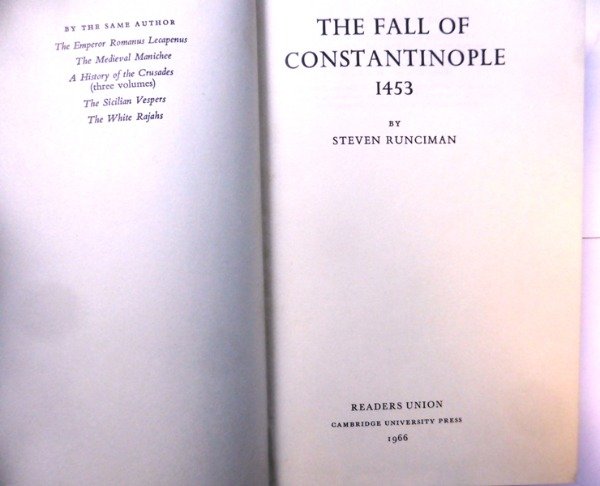 BY THE SAME AUTHOR
The Emperor Romanus Lecapenus
The Medieval Manichee
A History of the Crusades
(three volumes)
The Sicilian Vespers
The White Rajahs
THE FALL OF
CONSTANTINOPLE
1453
BY
STEVEN RUNCIMAN
READERS UNION
CAMBRIDGE UNIVERSITY PRESS
1966